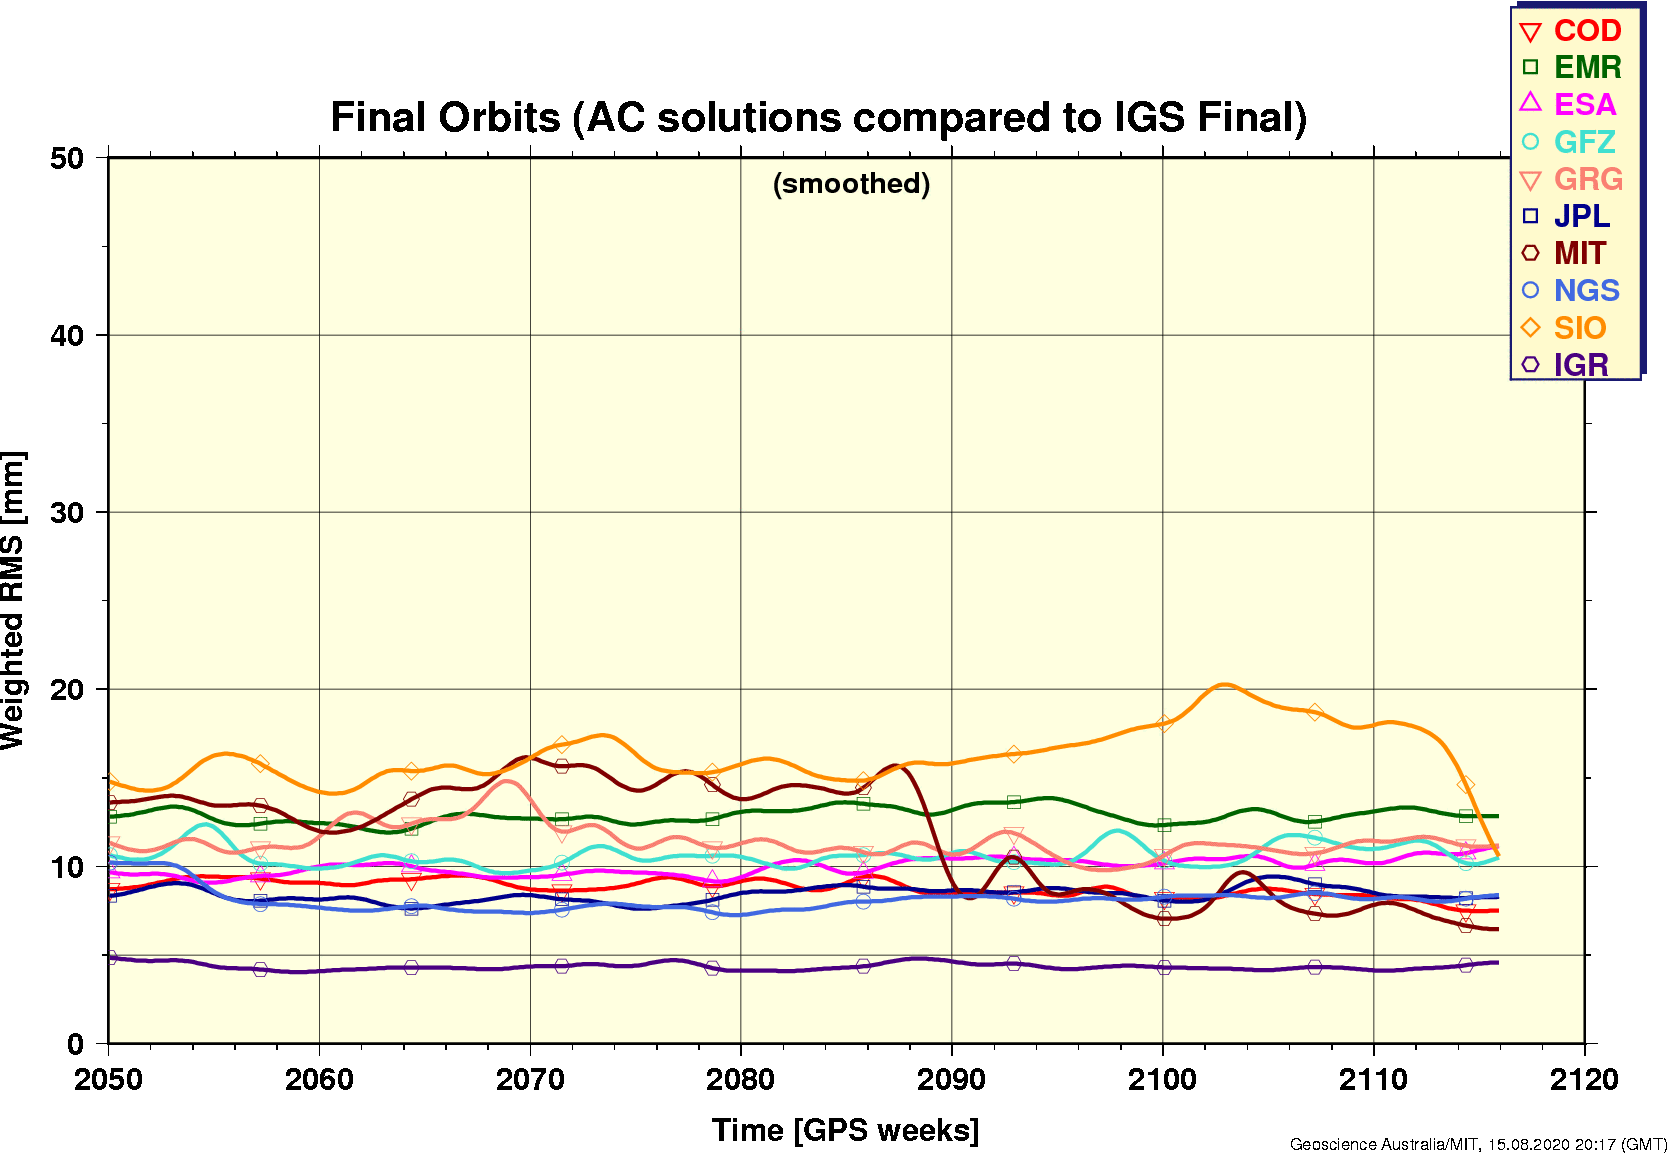 COD
EMR
ESA
GFZ
GRG
JPL
MIT
NGS
SIO
IGR
Final Orbits (AC solutions compared to IGS Final)
(smoothed)
50
40
30
20
10
0
Weighted RMS [mm]
2050 2060 2070 2080 2090 2100 2110 2120
Time [GPS weeks]
Geoscience Australia/MIT, 15.08.2020 20:17 (GMT)